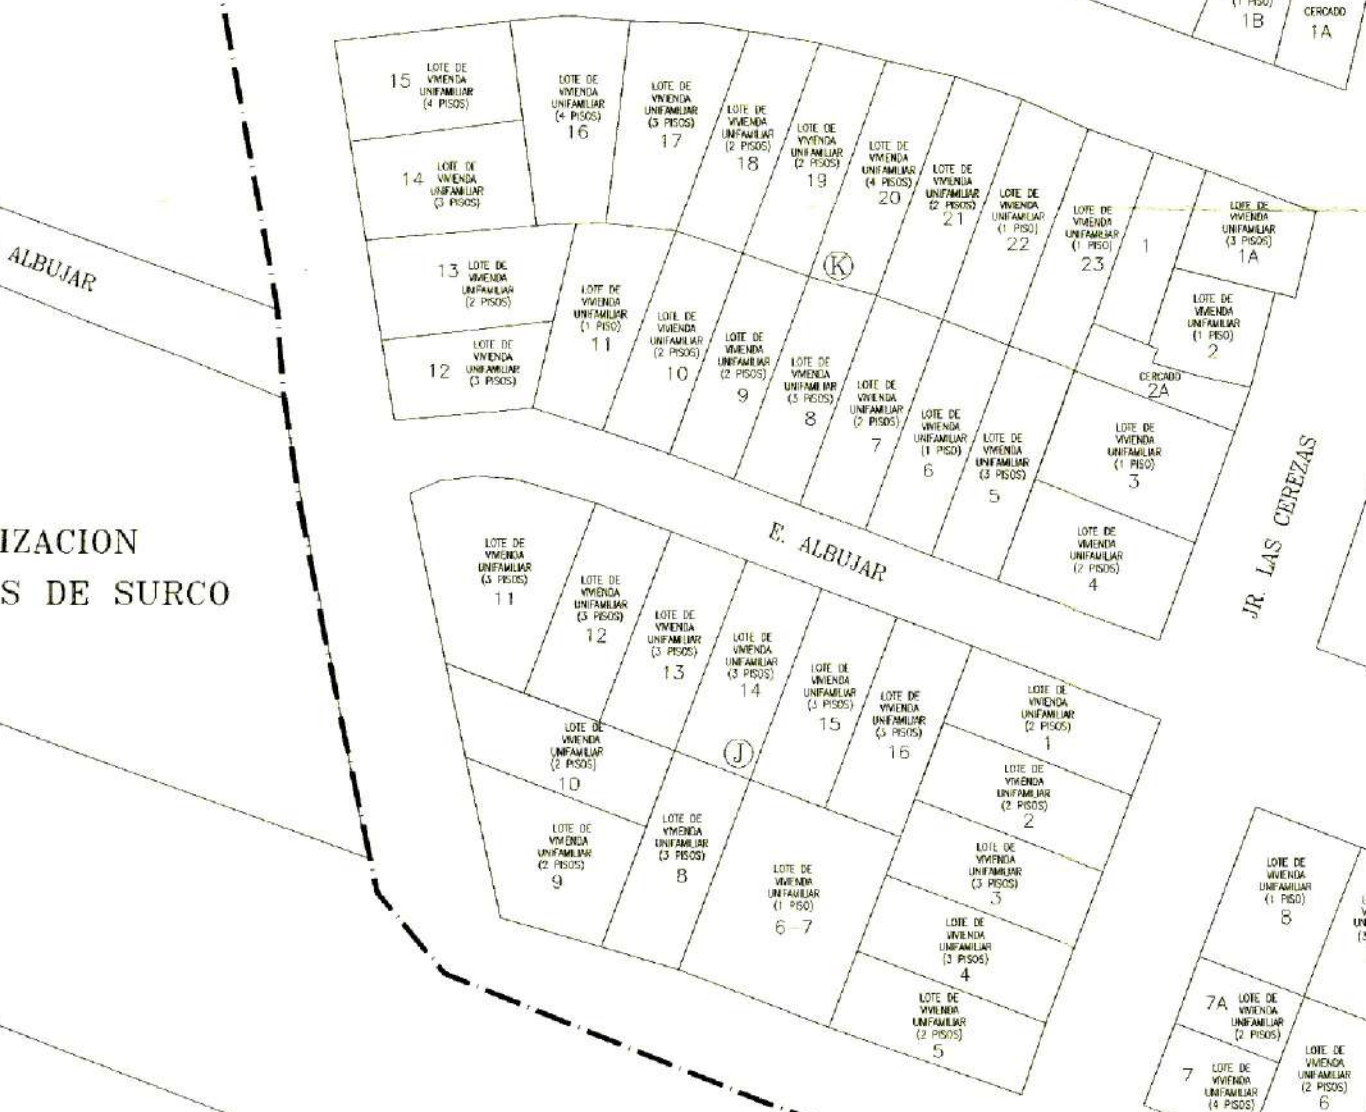 (1 PISO)
1B
CERCADO
1A
15
LOTE DE
VIVIENDA
UNIFAMILIAR
(4 PISOS)
LOTE DE
VIVIENDA
UNIFAMILIAR
(4 PISOS)
16
LOTE DE
VIVIENDA
UNIFAMILIAR
(3 PISOS)
17
LOTE DE
VIVIENDA
UNIFAMILIAR
(2 PISOS)
18
LOTE DE
VIVIENDA
UNIFAMILIAR
(2 PISOS)
19
LOTE DE
VIVIENDA
UNIFAMILIAR
(4 PISOS)
20
LOTE DE
VIVIENDA
UNIFAMILIAR
(2 PISOS)
21
LOTE DE
VIVIENDA
UNIFAMILIAR
(1 PISO)
22
LOTE DE
VIVIENDA
UNIFAMILIAR
(1 PISO)
23
1
LOTE DE
VIVIENDA
UNIFAMILIAR
(3 PISOS)
1A
14
LOTE DE
VIVIENDA
UNIFAMILIAR
(3 PISOS)
13
LOTE DE
VIVIENDA
UNIFAMILIAR
(2 PISOS)
12
LOTE DE
VIVIENDA
UNIFAMILIAR
(3 PISOS)
K
LOTE DE
VIVIENDA
UNIFAMILIAR
(1 PISO)
11
LOTE DE
VIVIENDA
UNIFAMILIAR
(2 PISOS)
10
LOTE DE
VIVIENDA
UNIFAMILIAR
(2 PISOS)
9
LOTE DE
VIVIENDA
UNIFAMILIAR
(3 PISOS)
8
LOTE DE
VIVIENDA
UNIFAMILIAR
(2 PISOS)
7
LOTE DE
VIVIENDA
UNIFAMILIAR
(1 PISO)
6
LOTE DE
VIVIENDA
UNIFAMILIAR
(3 PISOS)
5
LOTE DE
VIVIENDA
UNIFAMILIAR
(1 PISO)
2
CERCADO
2A
LOTE DE
VIVIENDA
UNIFAMILIAR
(1 PISO)
3
LOTE DE
VIVIENDA
UNIFAMILIAR
(2 PISOS)
4
ALBUJAR
E. ALBUJAR
JR. LAS CEREZAS
IZACION
S DE SURCO
LOTE DE
VIVIENDA
UNIFAMILIAR
(3 PISOS)
11
LOTE DE
VIVIENDA
UNIFAMILIAR
(3 PISOS)
12
LOTE DE
VIVIENDA
UNIFAMILIAR
(3 PISOS)
13
LOTE DE
VIVIENDA
UNIFAMILIAR
(3 PISOS)
14
LOTE DE
VIVIENDA
UNIFAMILIAR
(3 PISOS)
15
LOTE DE
VIVIENDA
UNIFAMILIAR
(3 PISOS)
16
LOTE DE
VIVIENDA
UNIFAMILIAR
(2 PISOS)
1
LOTE DE
VIVIENDA
UNIFAMILIAR
(2 PISOS)
2
LOTE DE
VIVIENDA
UNIFAMILIAR
(3 PISOS)
3
LOTE DE
VIVIENDA
UNIFAMILIAR
(3 PISOS)
4
LOTE DE
VIVIENDA
UNIFAMILIAR
(2 PISOS)
5
J
LOTE DE
VIVIENDA
UNIFAMILIAR
(2 PISOS)
10
LOTE DE
VIVIENDA
UNIFAMILIAR
(2 PISOS)
9
LOTE DE
VIVIENDA
UNIFAMILIAR
(3 PISOS)
8
LOTE DE
VIVIENDA
UNIFAMILIAR
(1 PISO)
6-7
LOTE DE
VIVIENDA
UNIFAMILIAR
(1 PISO)
8
7A
LOTE DE
VIVIENDA
UNIFAMILIAR
(2 PISOS)
7
LOTE DE
VIVIENDA
UNIFAMILIAR
(4 PISOS)
LOTE DE
VIVIENDA
UNIFAMILIAR
(2 PISOS)
6